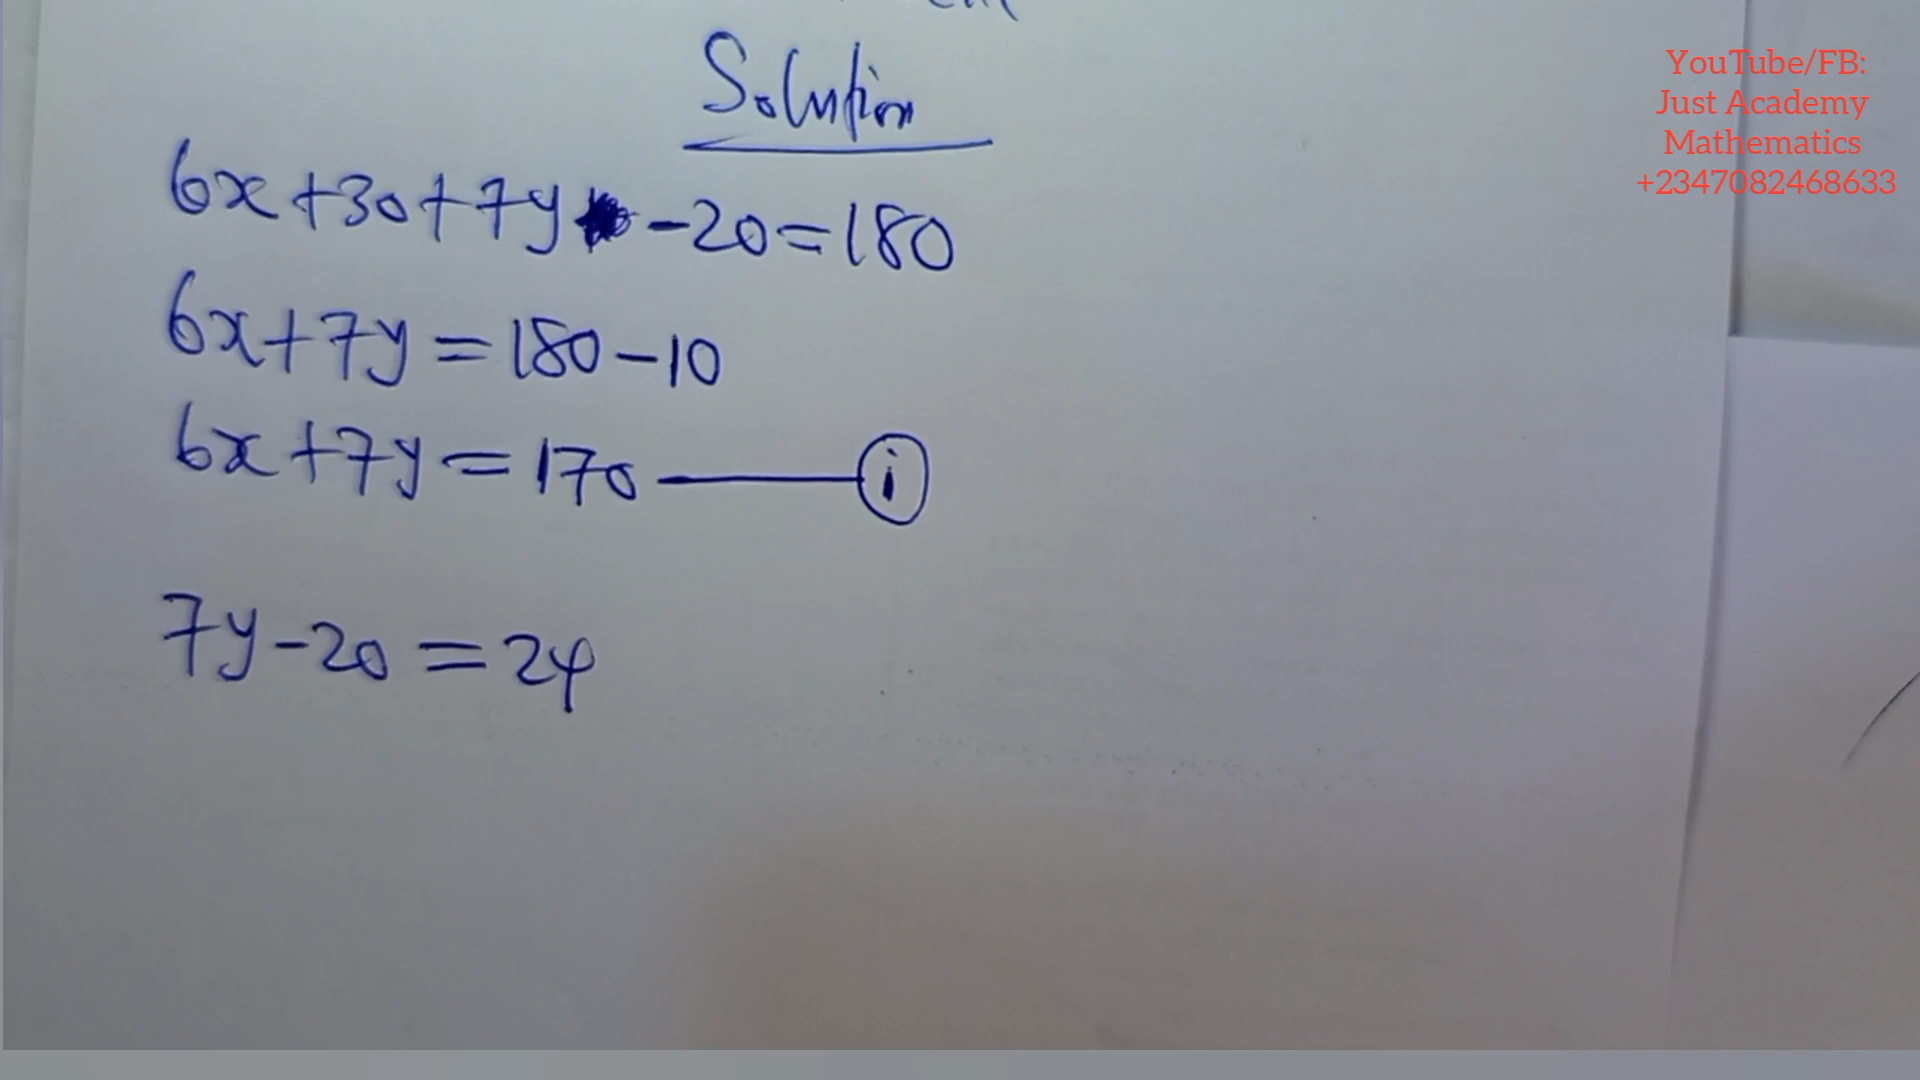 Solution
6x+30+7y -20=180
6x+7y=180-10
6x+7y=170 i
7y-20=24
YouTube/FB:
Just Academy
Mathematics
+2347082468633